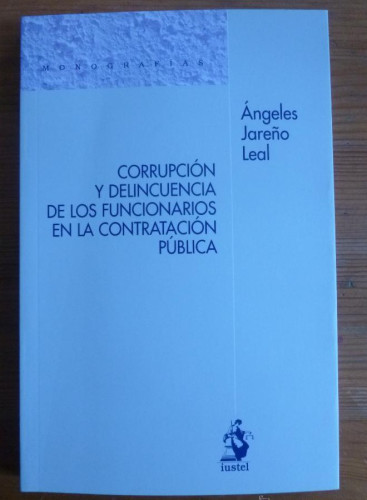 MONOGRAFÍAS
Ángeles
Jareño
Leal
CORRUPCIÓN
Y DELINCUENCIA
DE LOS FUNCIONARIOS
EN LA CONTRATACIÓN
PÚBLICA
iustel